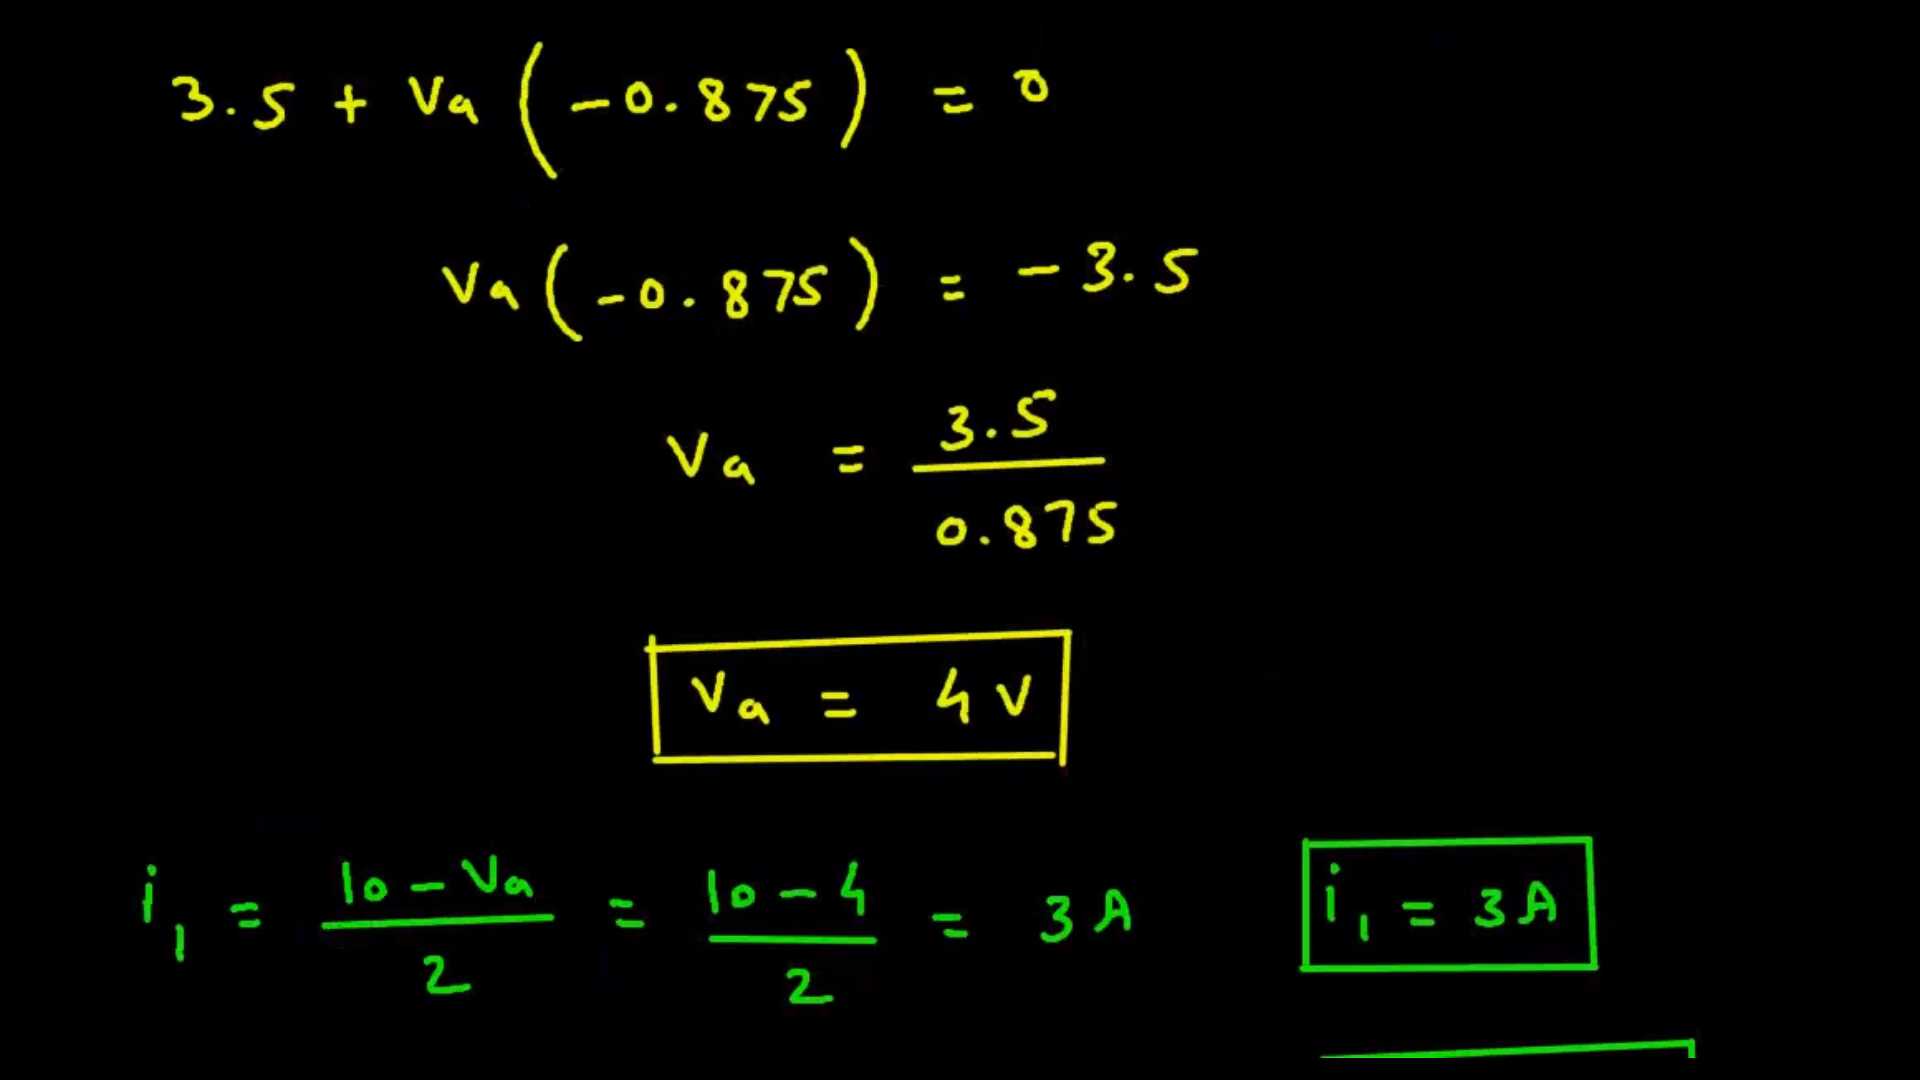 3.5 + Va (-0.875) = 0
Va (-0.875) = -3.5
Va = 3.5 / 0.875
Va = 4 V
i₁ = 10 - Va / 2 = 10 - 4 / 2 = 3 A
i₁ = 3 A